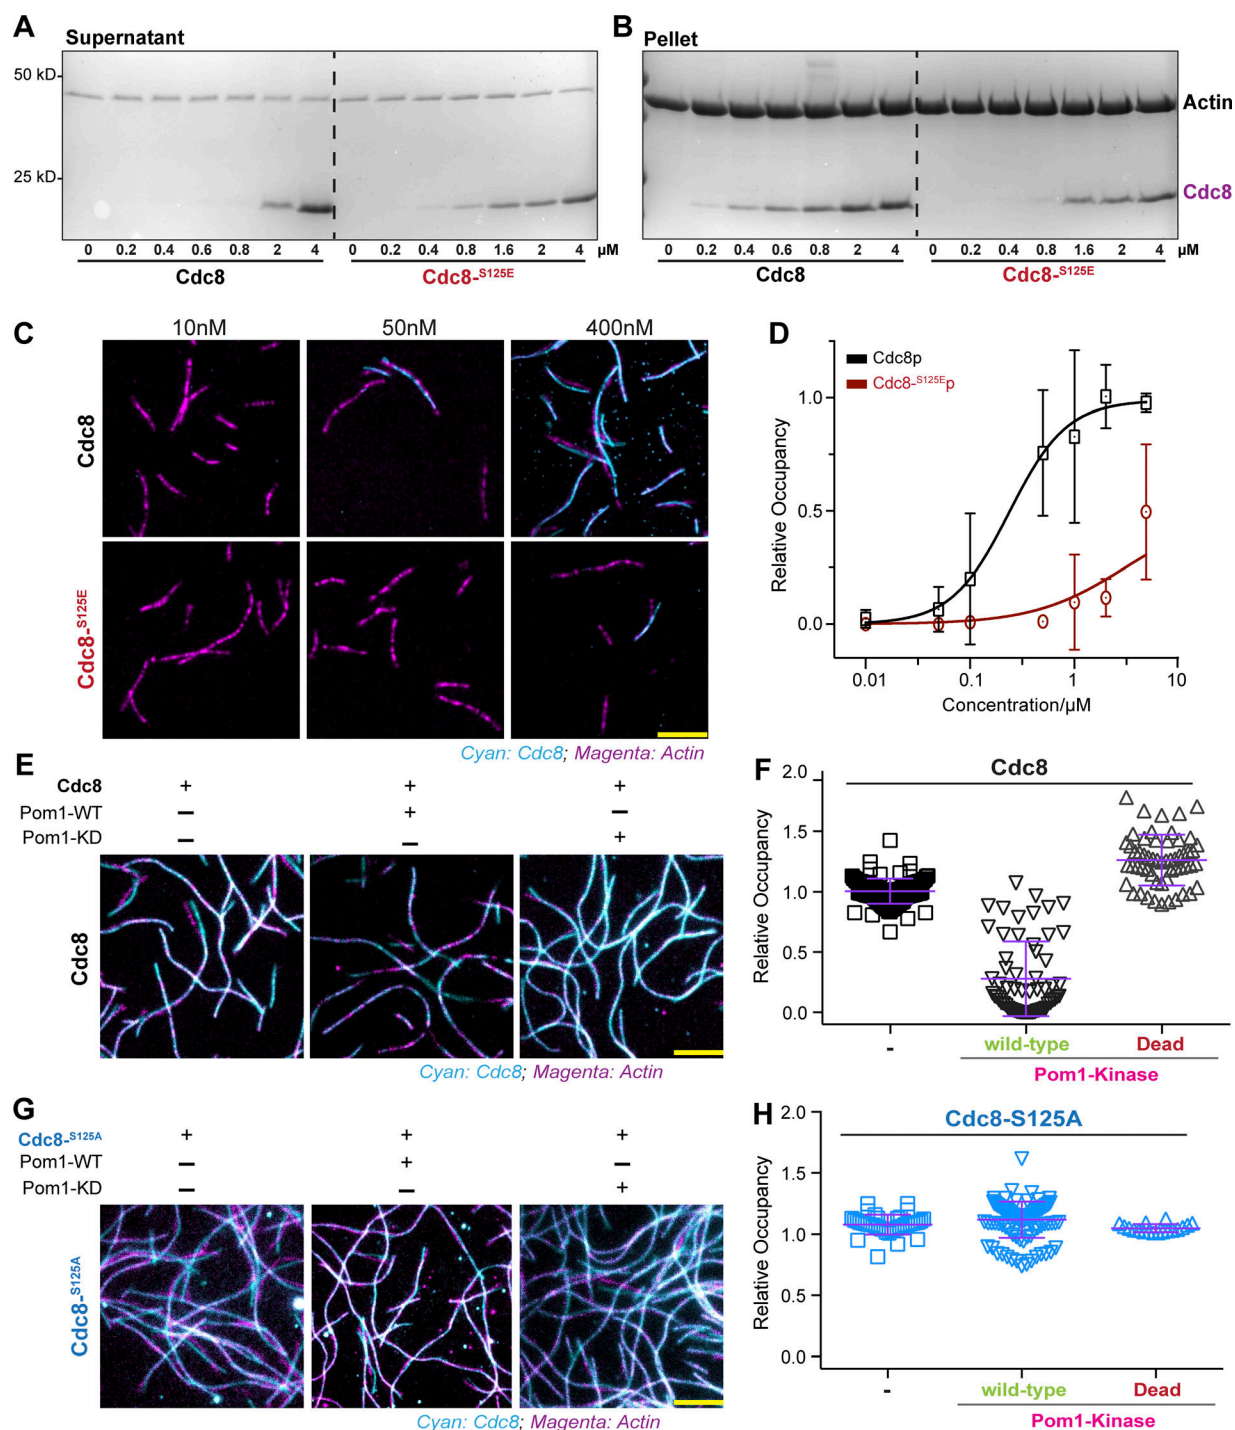 A
Supernatant
50 kD
25 kD
0 0.2 0.4 0.6 0.8 2 4 0 0.2 0.4 0.8 1.6 2 4 µM
Cdc8 Cdc8-S125E
B
Pellet
Actin
Cdc8
0 0.2 0.4 0.6 0.8 2 4 0 0.2 0.4 0.8 1.6 2 4 µM
Cdc8 Cdc8-S125E
C
10nM 50nM 400nM
Cdc8
Cdc8-S125E
Cyan: Cdc8; Magenta: Actin
D
Cdc8p
Cdc8-S125Ep
Relative Occupancy
1.0
0.5
0.0
0.01 0.1 1 10
Concentration/µM
E
Cdc8 + + +
Pom1-WT – + –
Pom1-KD – – +
Cdc8
Cyan: Cdc8; Magenta: Actin
F
Cdc8
Relative Occupancy
2.0
1.5
1.0
0.5
0.0
- wild-type Dead
Pom1-Kinase
G
Cdc8-S125A + + +
Pom1-WT – + –
Pom1-KD – – +
Cdc8-S125A
Cyan: Cdc8; Magenta: Actin
H
Cdc8-S125A
Relative Occupancy
2.0
1.5
1.0
0.5
0.0
- wild-type Dead
Pom1-Kinase